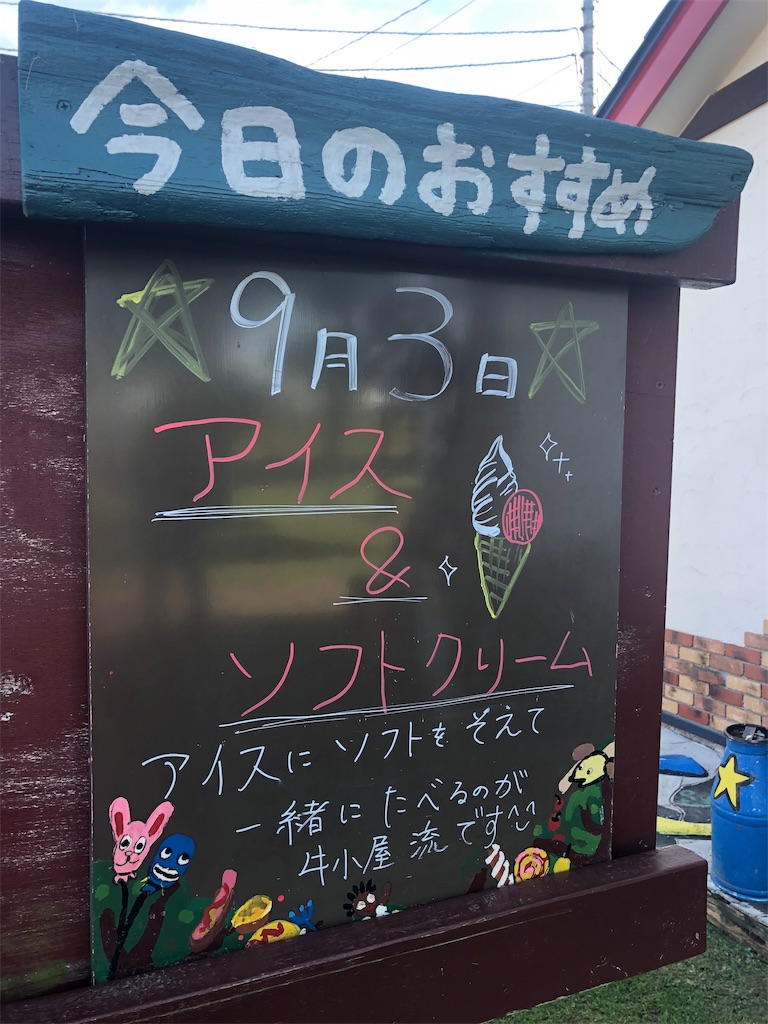 今日のおすすめ
9月3日
アイス
&
ソフトクリーム
アイスにソフトをそえて
一緒にたべるのが
牛小屋流です^^